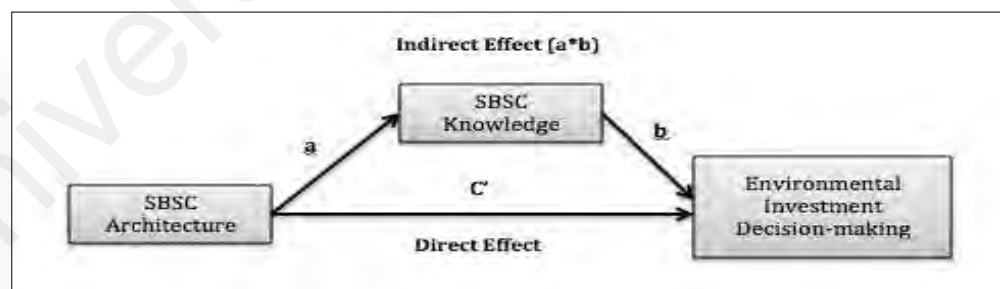 Indirect Effect (a*b)
SBSC
Knowledge
a
b
SBSC
Architecture
C'
Environmental
Investment
Decision-making
Direct Effect